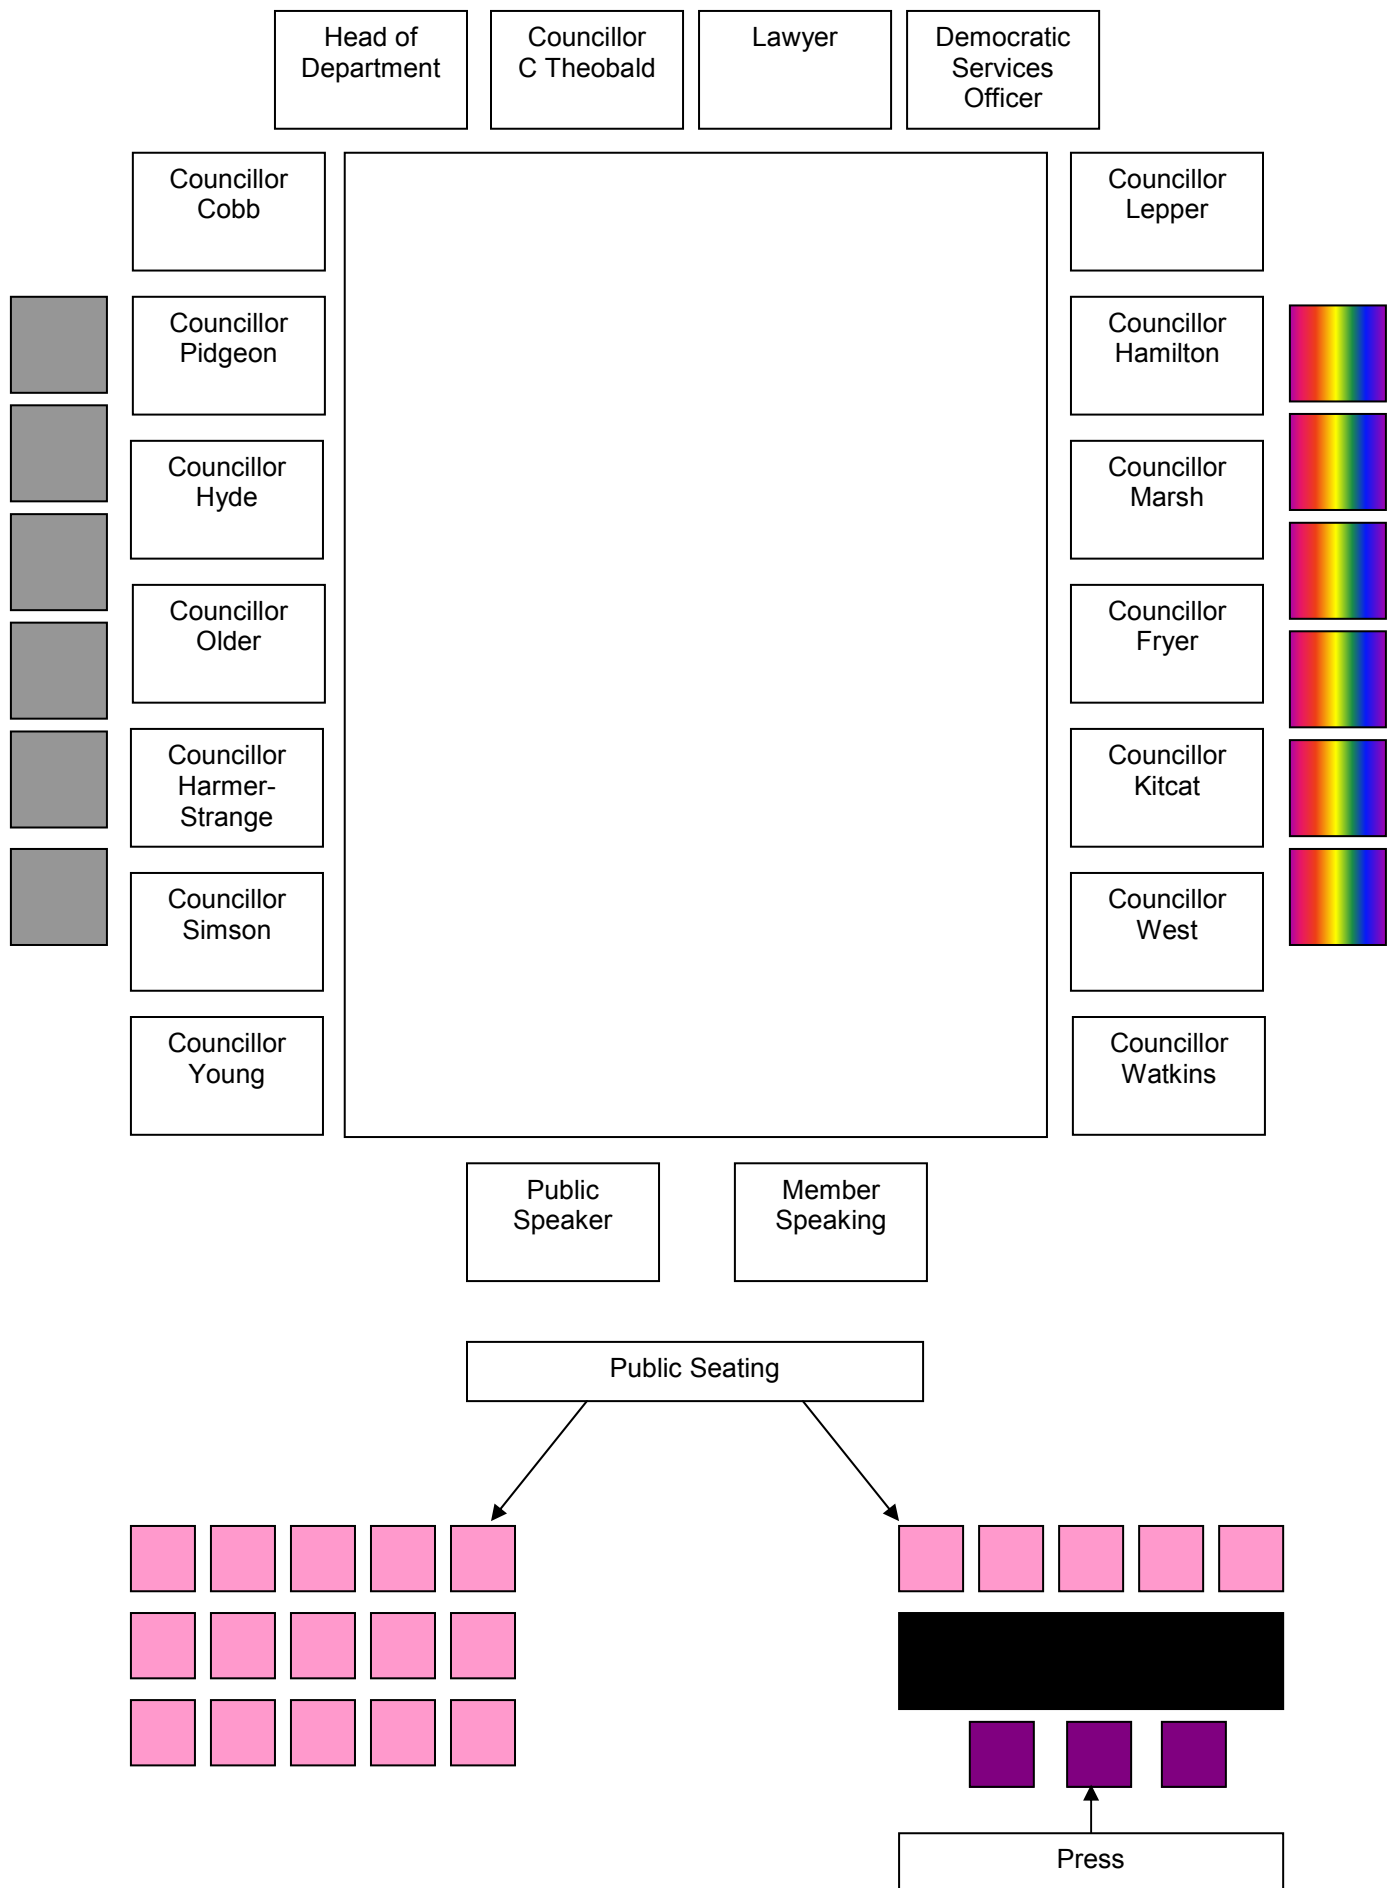 Head of
Department
Councillor
C Theobald
Lawyer
Democratic
Services
Officer
Councillor
Cobb
Councillor
Lepper
Councillor
Pidgeon
Councillor
Hamilton
Councillor
Hyde
Councillor
Marsh
Councillor
Older
Councillor
Fryer
Councillor
Harmer-
Strange
Councillor
Kitcat
Councillor
Simson
Councillor
West
Councillor
Young
Councillor
Watkins
Public
Speaker
Member
Speaking
Public Seating
Press